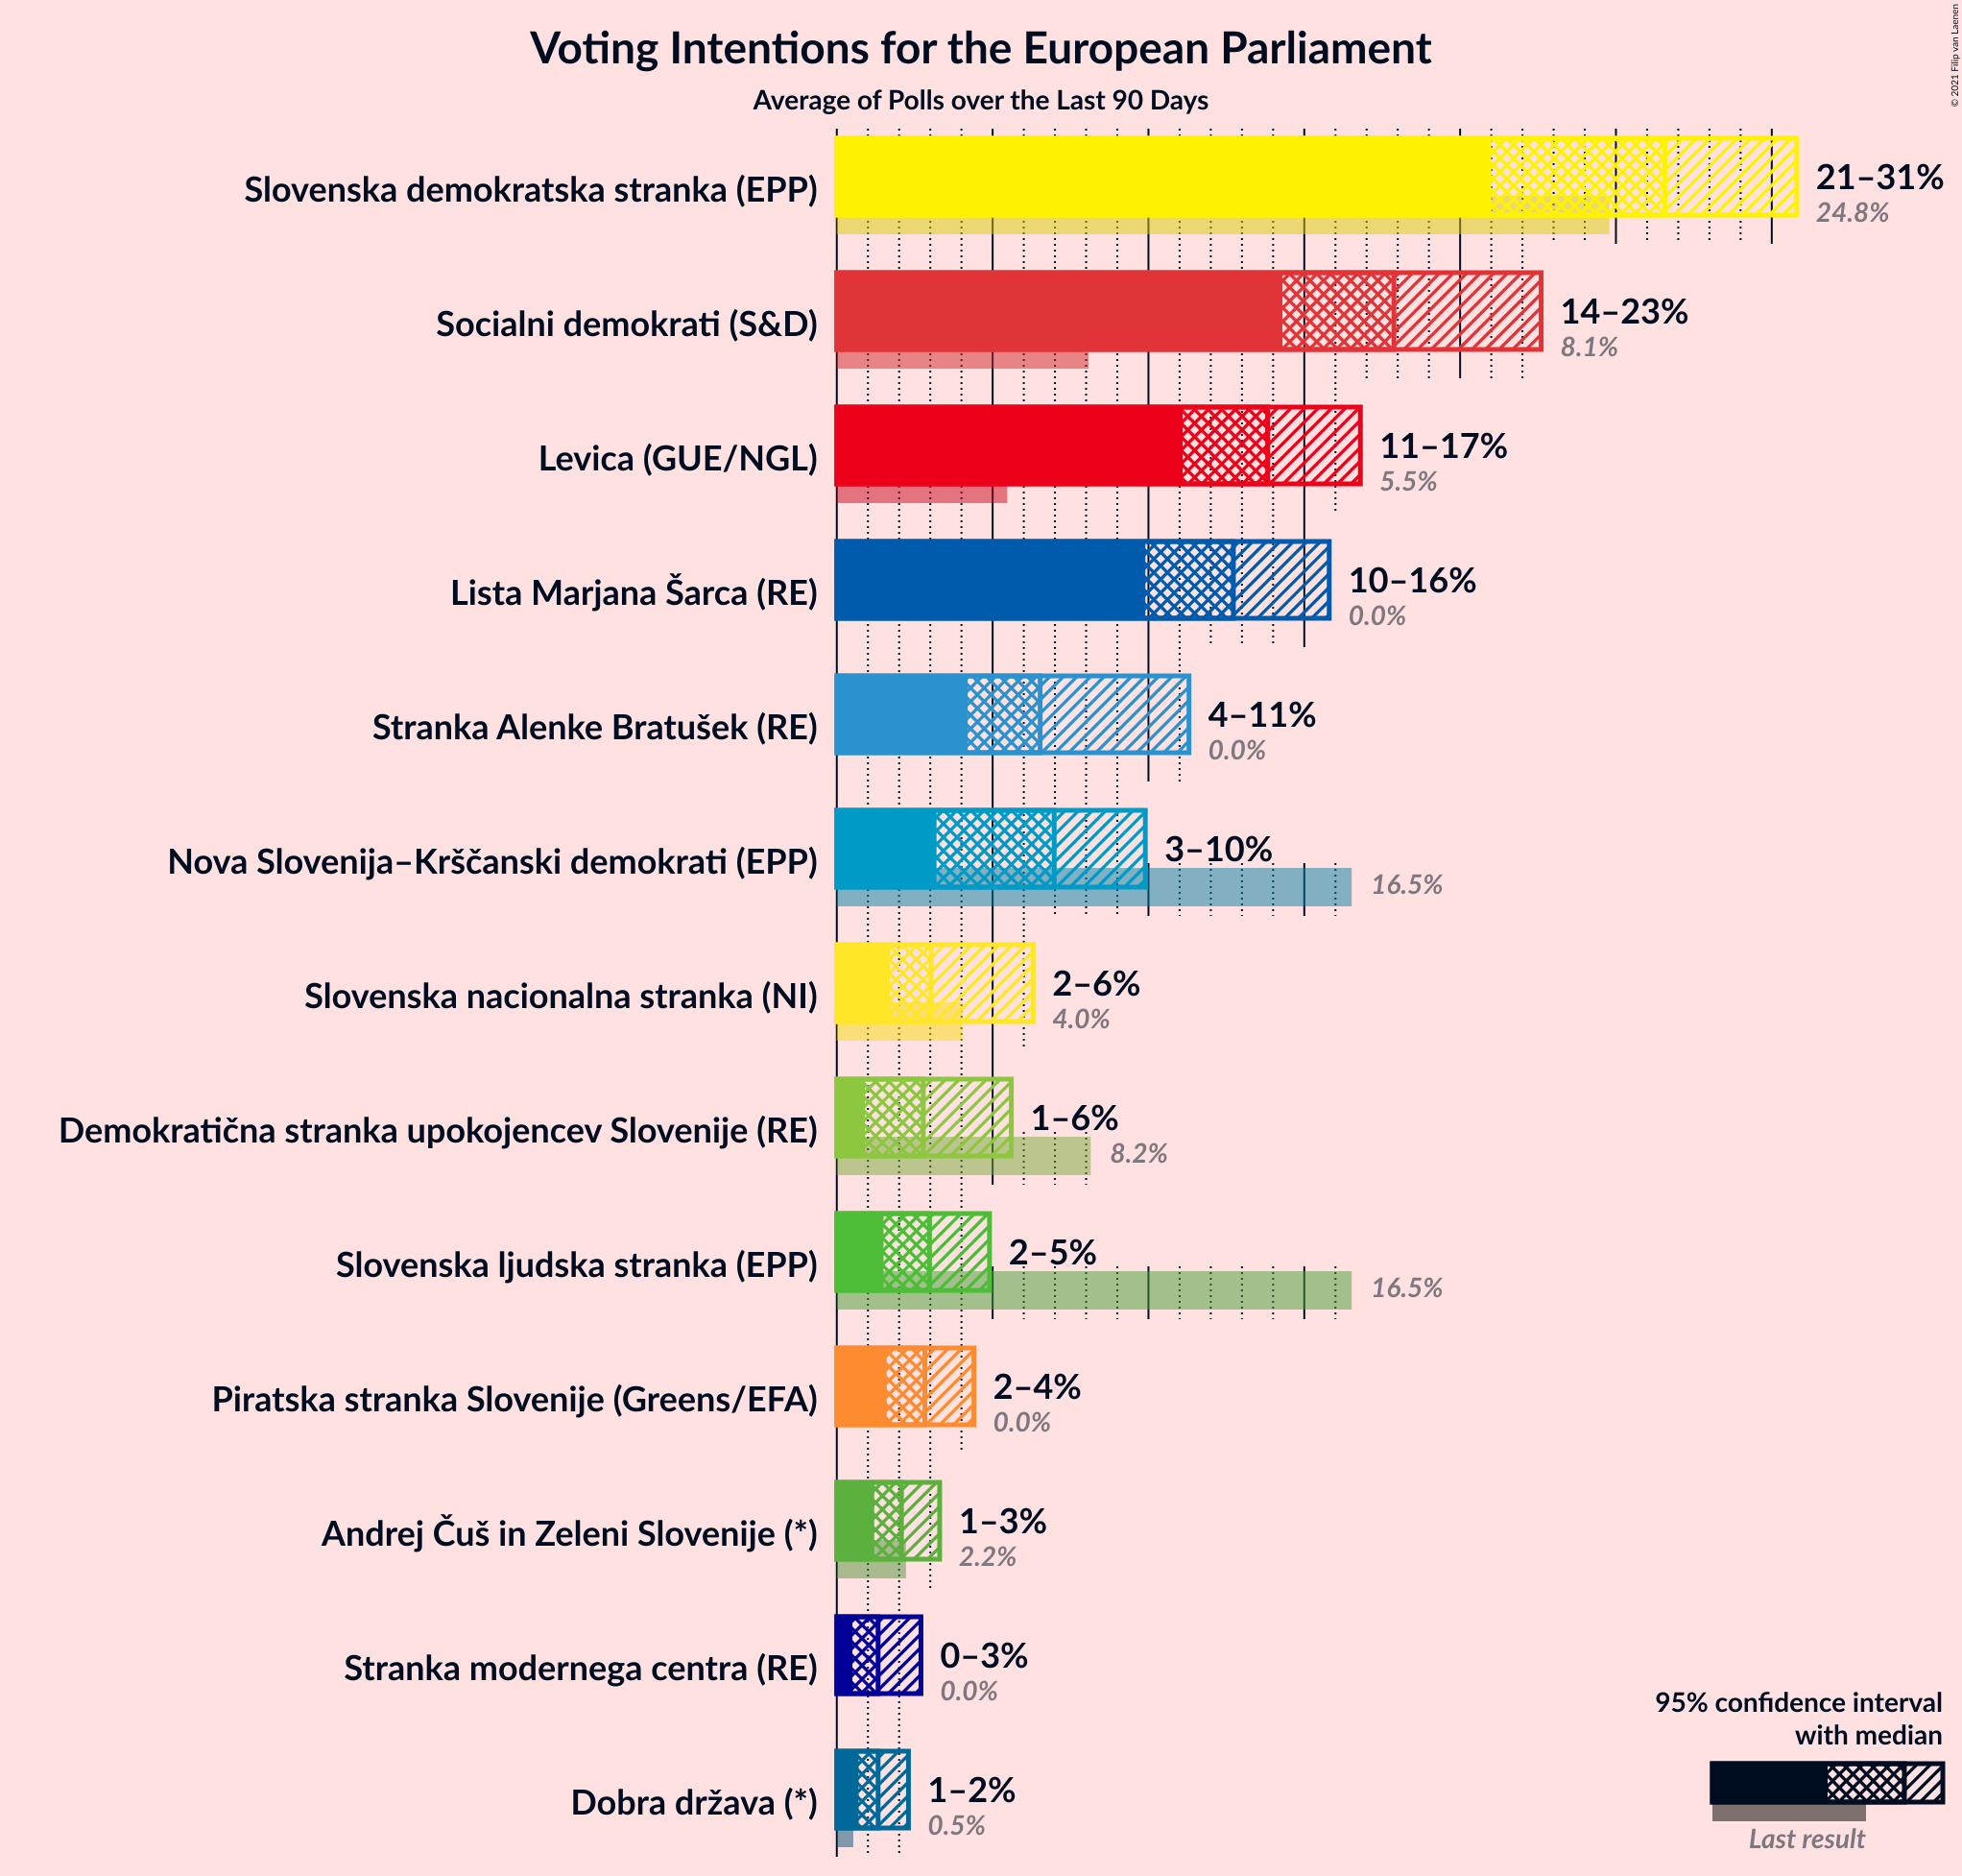 Voting Intentions for the European Parliament
Average of Polls over the Last 90 Days
© 2021 Filip van Laenen
Slovenska demokratska stranka (EPP)
21–31%
24.8%
Socialni demokrati (S&D)
14–23%
8.1%
Levica (GUE/NGL)
11–17%
5.5%
Lista Marjana Šarca (RE)
10–16%
0.0%
Stranka Alenke Bratušek (RE)
4–11%
0.0%
Nova Slovenija–Krščanski demokrati (EPP)
3–10%
16.5%
Slovenska nacionalna stranka (NI)
2–6%
4.0%
Demokratična stranka upokojencev Slovenije (RE)
1–6%
8.2%
Slovenska ljudska stranka (EPP)
2–5%
16.5%
Piratska stranka Slovenije (Greens/EFA)
2–4%
0.0%
Andrej Čuš in Zeleni Slovenije (*)
1–3%
2.2%
Stranka modernega centra (RE)
0–3%
0.0%
Dobra država (*)
1–2%
0.5%
95% confidence interval
with median
Last result